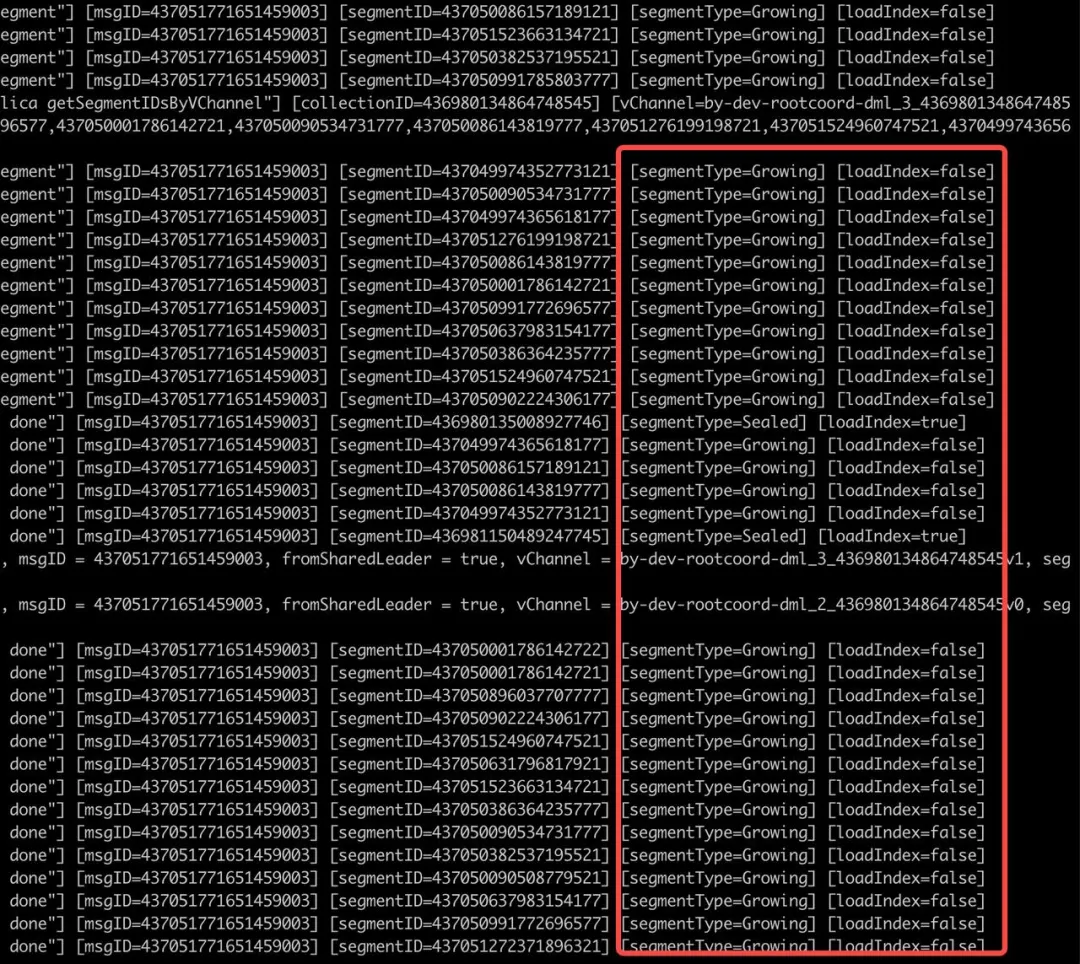 egment"] [msgID=437051771651459003] [segmentID=437050086157189121] [segmentType=Growing] [loadIndex=false]
egment"] [msgID=437051771651459003] [segmentID=437051523663134721] [segmentType=Growing] [loadIndex=false]
egment"] [msgID=437051771651459003] [segmentID=437050382537195521] [segmentType=Growing] [loadIndex=false]
egment"] [msgID=437051771651459003] [segmentID=437050991785803777] [segmentType=Growing] [loadIndex=false]
lica getSegmentIDsByVChannel"] [collectionID=436980134864748545] [vChannel=by-dev-rootcoord-dml_3_4369801348647485
96577,437050001786142721,437050090534731777,437050086143819777,437051276199198721,437051524960747521,4370499743656
egment"] [msgID=437051771651459003] [segmentID=437049974352773121] [segmentType=Growing] [loadIndex=false]
egment"] [msgID=437051771651459003] [segmentID=437050090534731777] [segmentType=Growing] [loadIndex=false]
egment"] [msgID=437051771651459003] [segmentID=437049974365618177] [segmentType=Growing] [loadIndex=false]
egment"] [msgID=437051771651459003] [segmentID=437051276199198721] [segmentType=Growing] [loadIndex=false]
egment"] [msgID=437051771651459003] [segmentID=437050086143819777] [segmentType=Growing] [loadIndex=false]
egment"] [msgID=437051771651459003] [segmentID=437050001786142721] [segmentType=Growing] [loadIndex=false]
egment"] [msgID=437051771651459003] [segmentID=437050991772696577] [segmentType=Growing] [loadIndex=false]
egment"] [msgID=437051771651459003] [segmentID=437050637983154177] [segmentType=Growing] [loadIndex=false]
egment"] [msgID=437051771651459003] [segmentID=437050386364235777] [segmentType=Growing] [loadIndex=false]
egment"] [msgID=437051771651459003] [segmentID=437051524960747521] [segmentType=Growing] [loadIndex=false]
egment"] [msgID=437051771651459003] [segmentID=437050902224306177] [segmentType=Growing] [loadIndex=false]
done"] [msgID=437051771651459003] [segmentID=436980135008927746] [segmentType=Sealed] [loadIndex=true]
done"] [msgID=437051771651459003] [segmentID=437049974365618177] [segmentType=Growing] [loadIndex=false]
done"] [msgID=437051771651459003] [segmentID=437050086157189121] [segmentType=Growing] [loadIndex=false]
done"] [msgID=437051771651459003] [segmentID=437050086143819777] [segmentType=Growing] [loadIndex=false]
done"] [msgID=437051771651459003] [segmentID=437049974352773121] [segmentType=Growing] [loadIndex=false]
done"] [msgID=437051771651459003] [segmentID=436981150489247745] [segmentType=Sealed] [loadIndex=true]
, msgID = 437051771651459003, fromSharedLeader = true, vChannel = by-dev-rootcoord-dml_3_436980134864748545v1, seg
, msgID = 437051771651459003, fromSharedLeader = true, vChannel = by-dev-rootcoord-dml_2_436980134864748545v0, seg
done"] [msgID=437051771651459003] [segmentID=437050001786142722] [segmentType=Growing] [loadIndex=false]
done"] [msgID=437051771651459003] [segmentID=437050001786142721] [segmentType=Growing] [loadIndex=false]
done"] [msgID=437051771651459003] [segmentID=437050896037707777] [segmentType=Growing] [loadIndex=false]
done"] [msgID=437051771651459003] [segmentID=437050902224306177] [segmentType=Growing] [loadIndex=false]
done"] [msgID=437051771651459003] [segmentID=437051524960747521] [segmentType=Growing] [loadIndex=false]
done"] [msgID=437051771651459003] [segmentID=437050631796817921] [segmentType=Growing] [loadIndex=false]
done"] [msgID=437051771651459003] [segmentID=437051523663134721] [segmentType=Growing] [loadIndex=false]
done"] [msgID=437051771651459003] [segmentID=437050386364235777] [segmentType=Growing] [loadIndex=false]
done"] [msgID=437051771651459003] [segmentID=437050090534731777] [segmentType=Growing] [loadIndex=false]
done"] [msgID=437051771651459003] [segmentID=437050382537195521] [segmentType=Growing] [loadIndex=false]
done"] [msgID=437051771651459003] [segmentID=437050090508779521] [segmentType=Growing] [loadIndex=false]
done"] [msgID=437051771651459003] [segmentID=437050637983154177] [segmentType=Growing] [loadIndex=false]
done"] [msgID=437051771651459003] [segmentID=437050991772696577] [segmentType=Growing] [loadIndex=false]
done"] [msgID=437051771651459003] [segmentID=437051272371896321] [segmentType=Growing] [loadIndex=false]